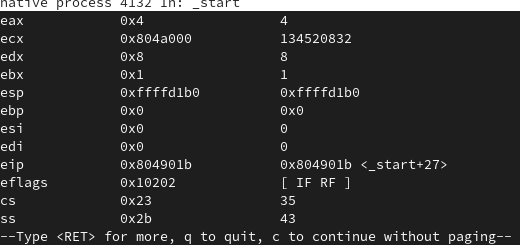 native process 4132 In: _start
eax 0x4 4
ecx 0x804a000 134520832
edx 0x8 8
ebx 0x1 1
esp 0xffffd1b0 0xffffd1b0
ebp 0x0 0x0
esi 0x0 0
edi 0x0 0
eip 0x804901b 0x804901b <_start+27>
eflags 0x10202 [ IF RF ]
cs 0x23 35
ss 0x2b 43
--Type <RET> for more, q to quit, c to continue without paging--